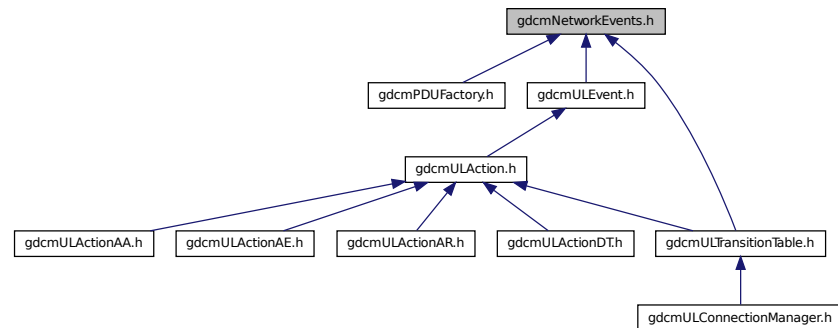 gdcmNetworkEvents.h
gdcmPDUFactory.h
gdcmULEvent.h
gdcmULAction.h
gdcmULActionAA.h
gdcmULActionAE.h
gdcmULActionAR.h
gdcmULActionDT.h
gdcmULTransitionTable.h
gdcmULConnectionManager.h